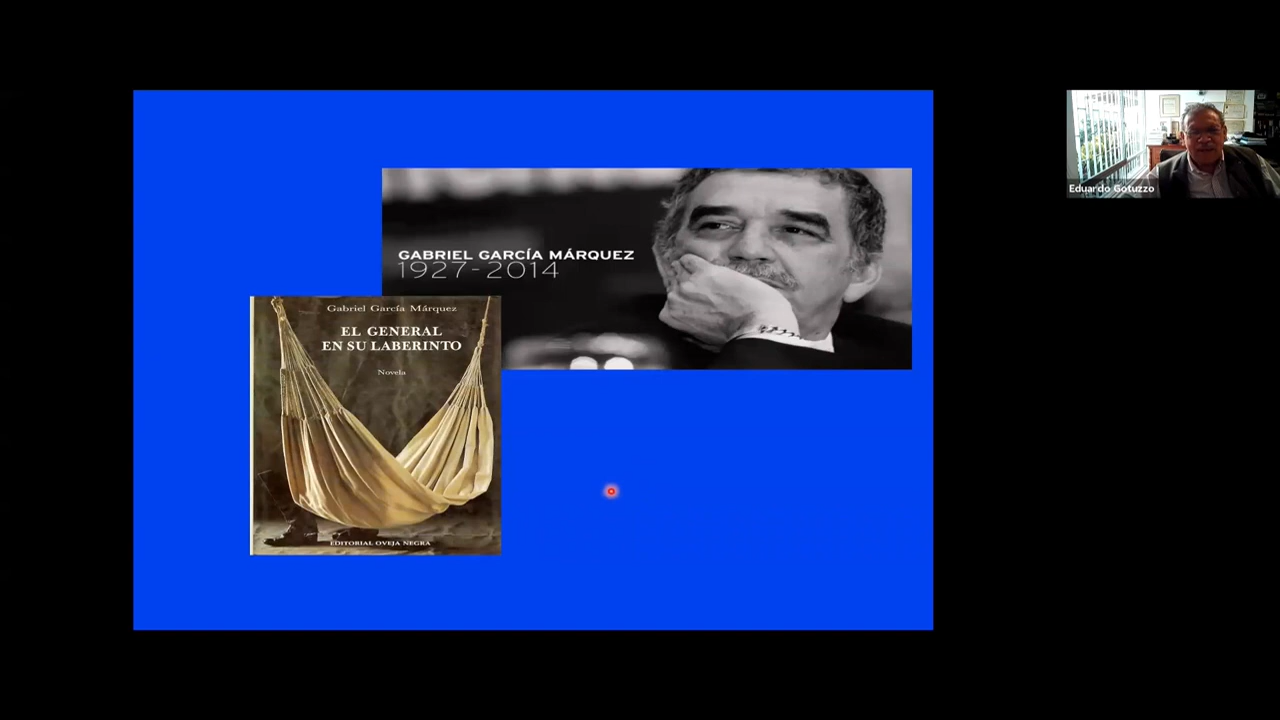 GABRIEL GARCÍA MÁRQUEZ
1927-2014
Gabriel García Márquez
EL GENERAL
EN SU LABERINTO
Novela
EDITORIAL OVEJA NEGRA
Eduardo Gotuzzo